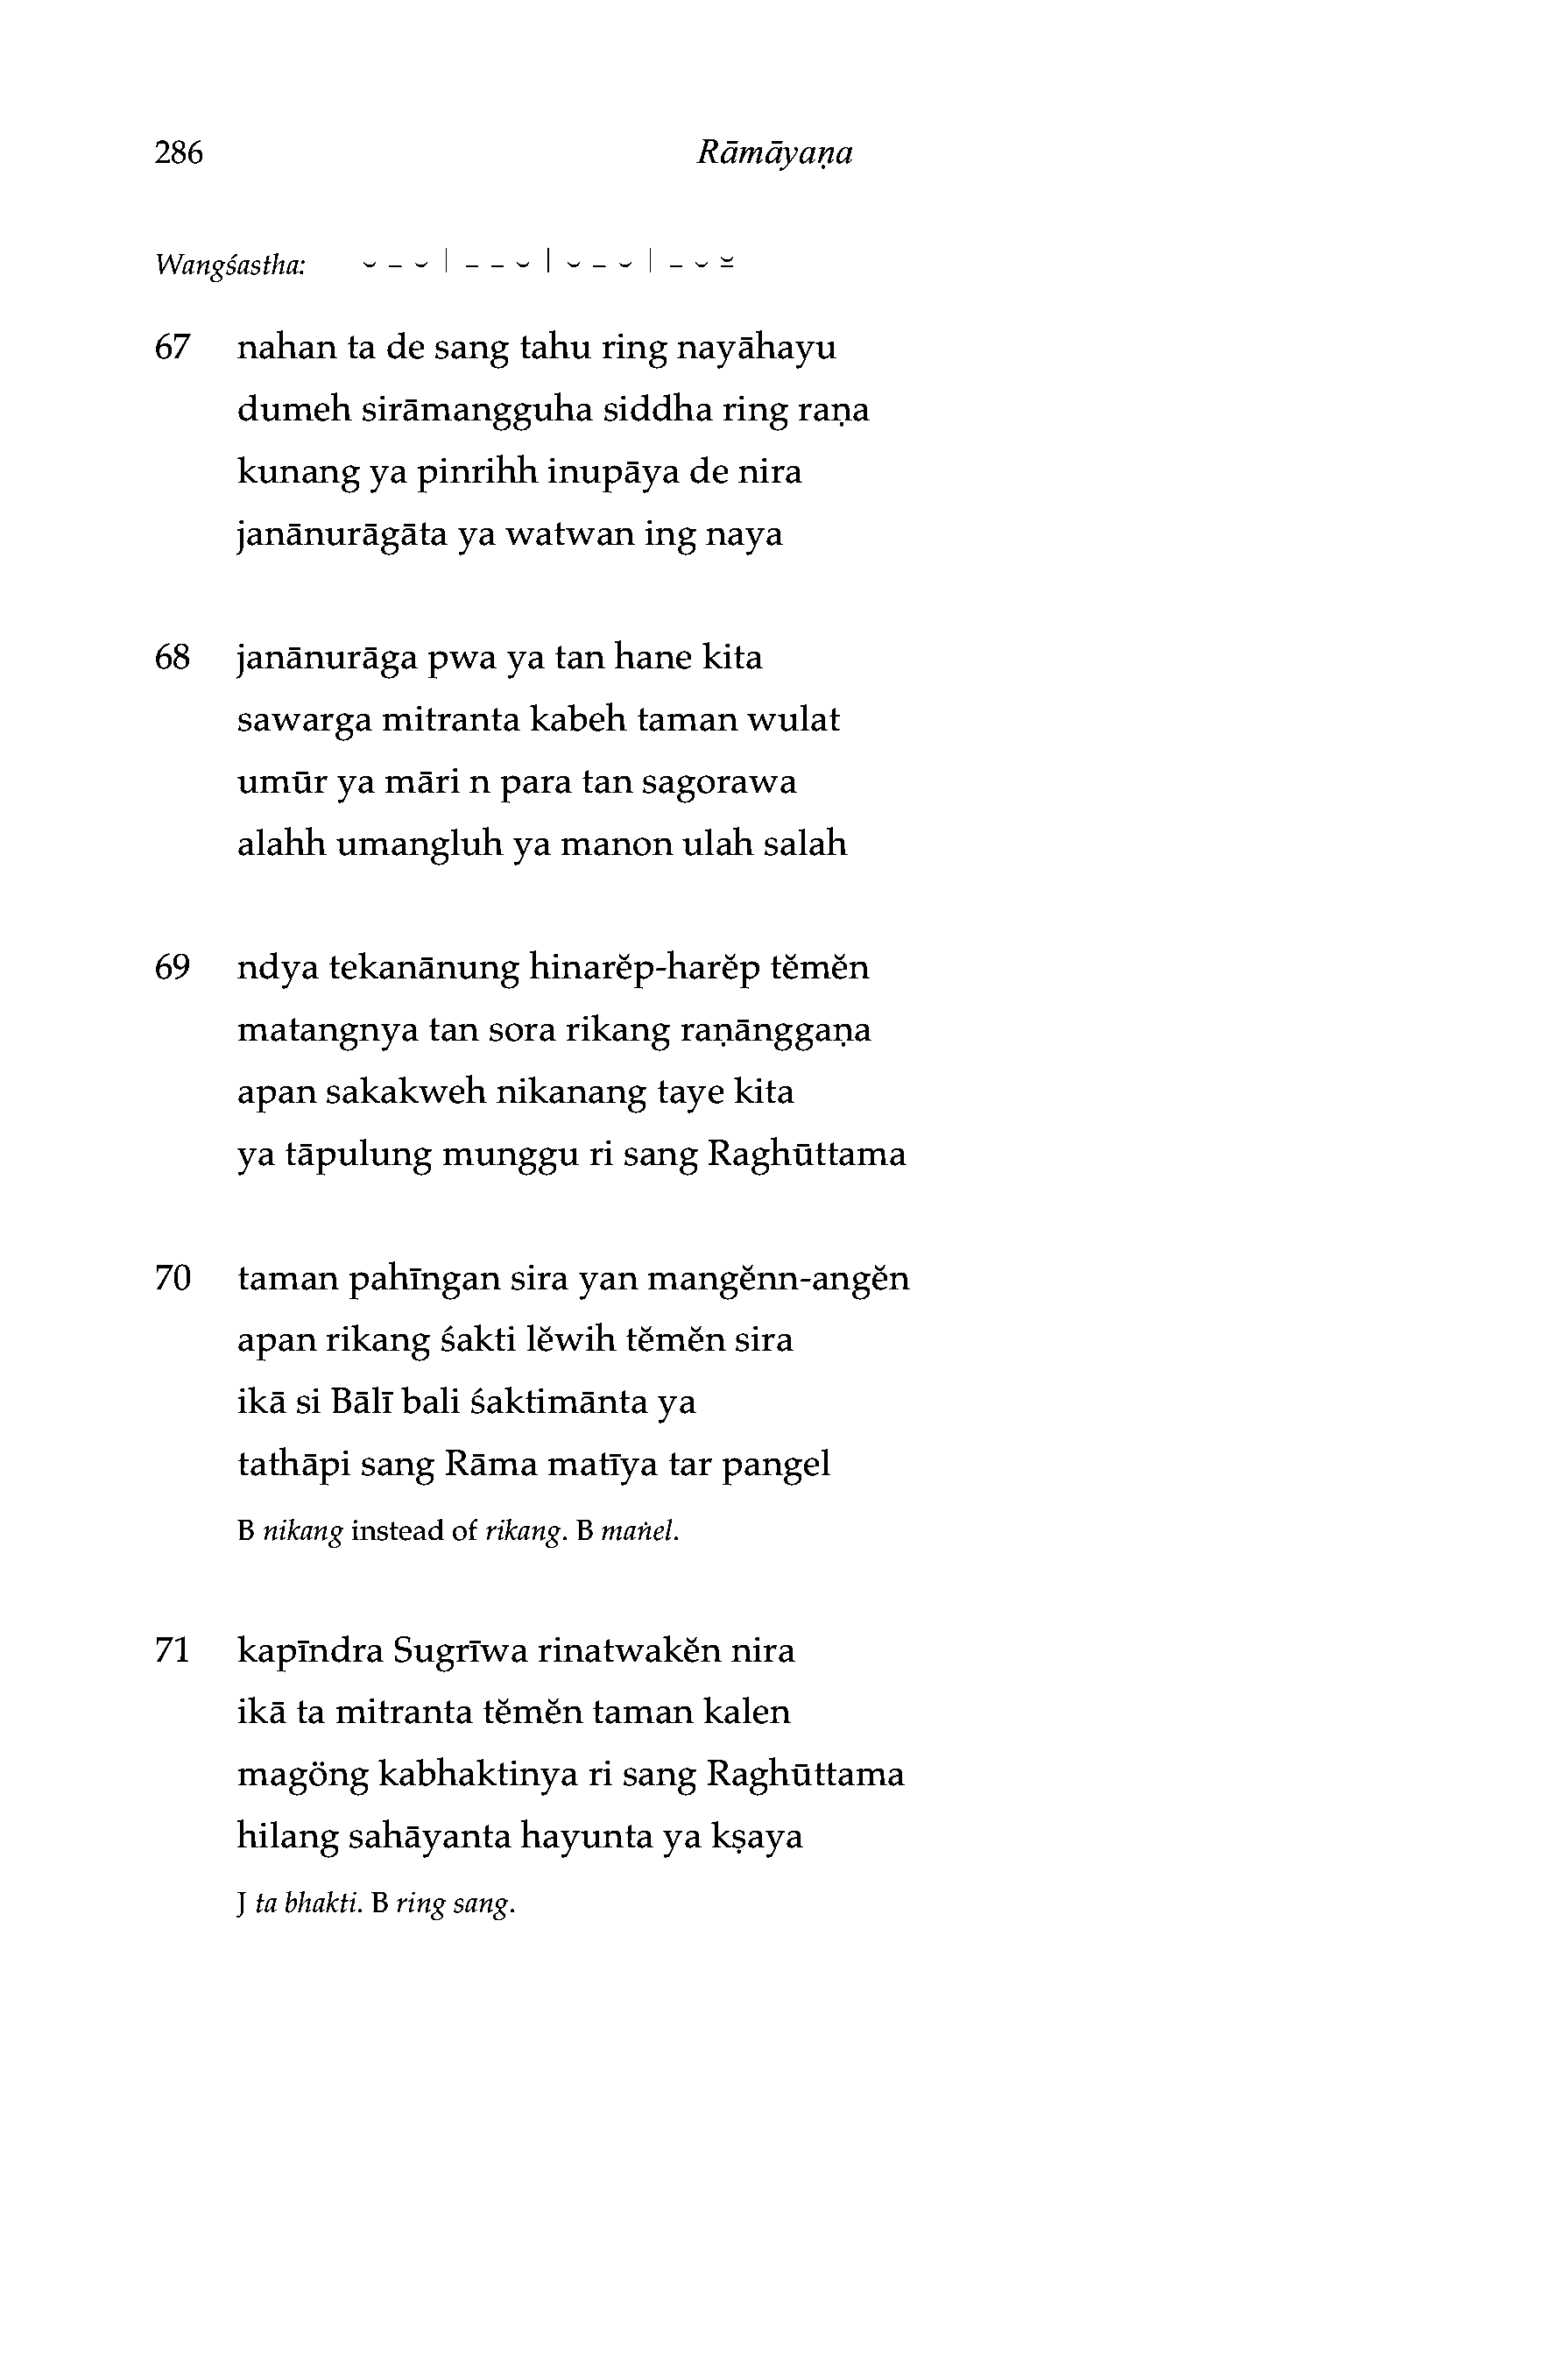 286 Rāmāyaṇa
Wangśastha: ⏑ – ⏑ | – – ⏑ | ⏑ – ⏑ | – ⏑ ⏓
67 nahan ta de sang tahu ring nayāhayu
dumeh sirāmangguha siddha ring raṇa
kunang ya pinrihh inupāya de nira
janānurāgāta ya watwan ing naya
68 janānurāga pwa ya tan hane kita
sawarga mitranta kabeh taman wulat
umūr ya māri n para tan sagorawa
alahh umangluh ya manon ulah salah
69 ndya tekanānung hinarĕp-harĕp tĕmĕn
matangnya tan sora rikang raṇānggaṇa
apan sakakweh nikanang taye kita
ya tāpulung munggu ri sang Raghūttama
70 taman pahīngan sira yan mangĕnn-angĕn
apan rikang śakti lĕwih tĕmĕn sira
ikā si Bālī bali śaktimānta ya
tathāpi sang Rāma matīya tar pangel
B nikang instead of rikang. B maṅel.
71 kapīndra Sugrīwa rinatwakĕn nira
ikā ta mitranta tĕmĕn taman kalen
magöng kabhaktinya ri sang Raghūttama
hilang sahāyanta hayunta ya kṣaya
J ta bhakti. B ring sang.